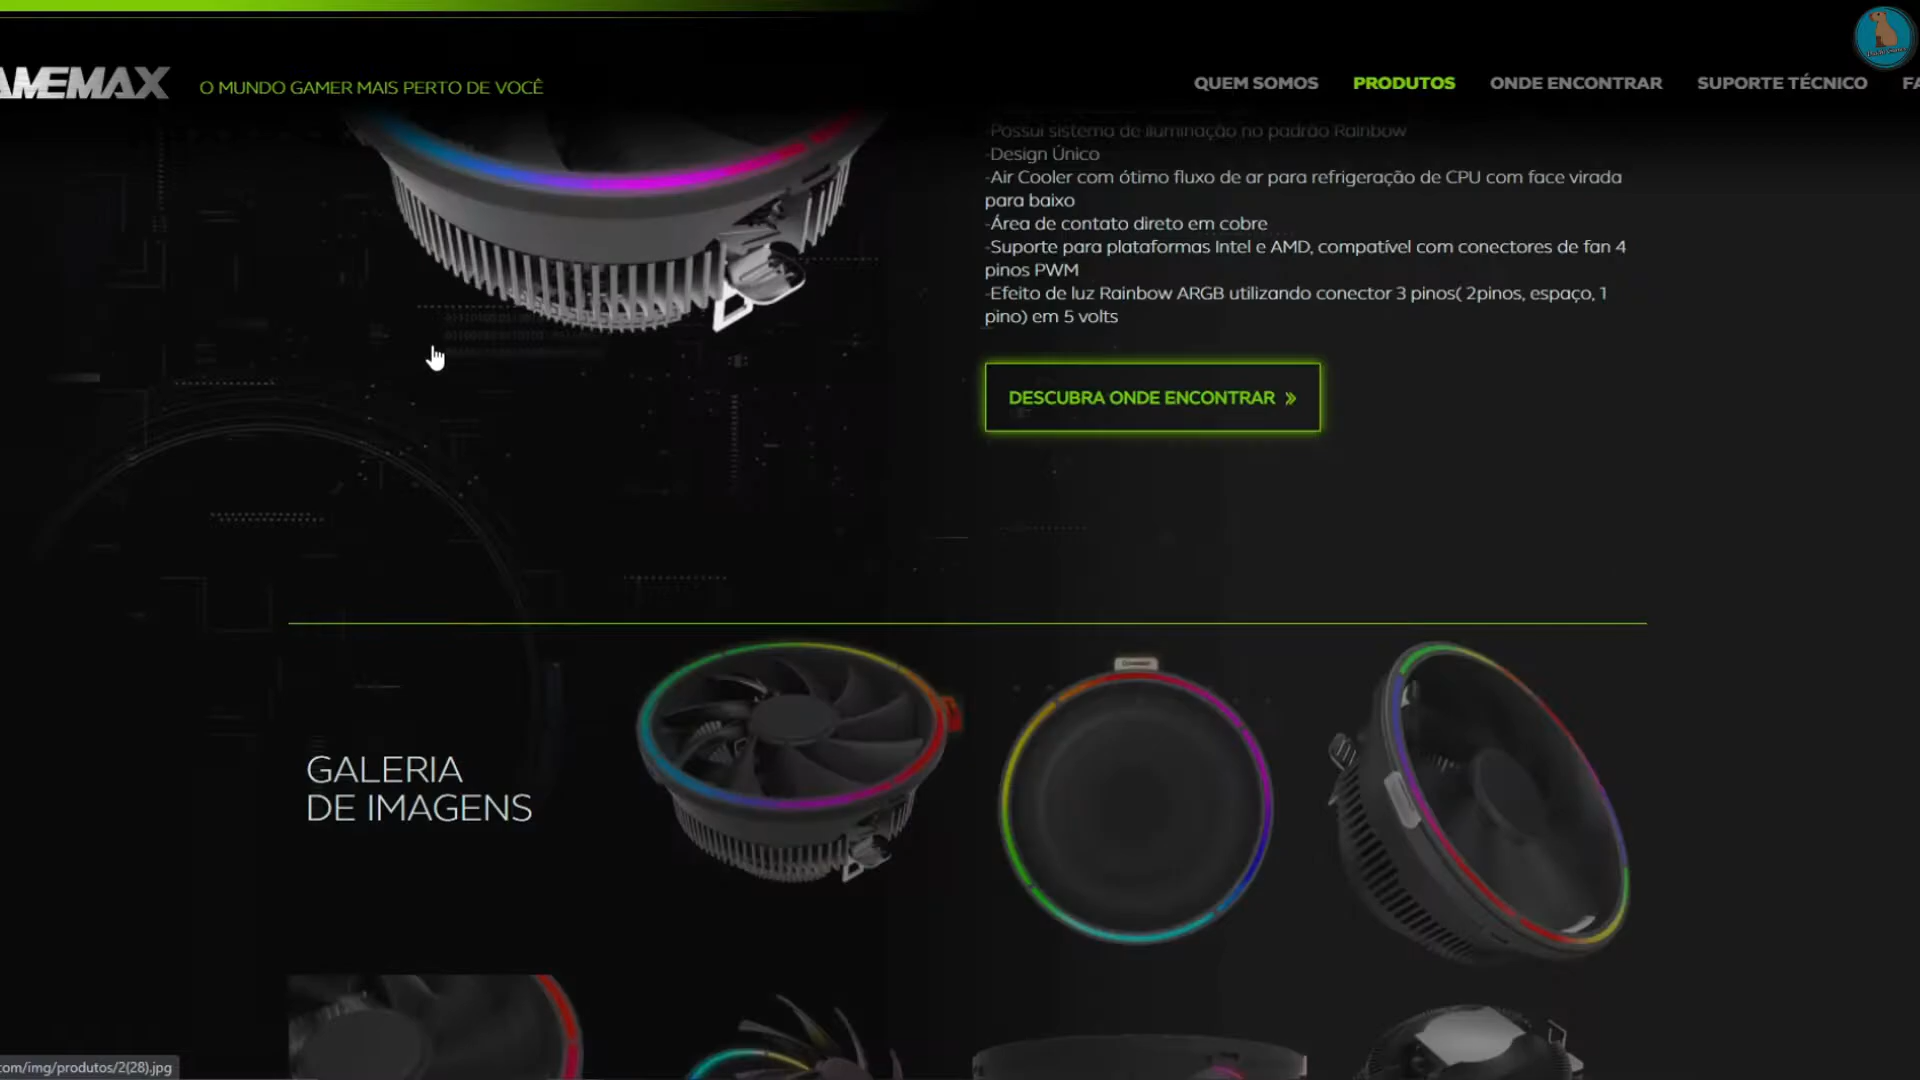 AMEMAX
O MUNDO GAMER MAIS PERTO DE VOCÊ
QUEM SOMOS
PRODUTOS
ONDE ENCONTRAR
SUPORTE TÉCNICO
FA
-Possui sistema de iluminação no padrão Rainbow
-Design Único
-Air Cooler com ótimo fluxo de ar para refrigeração de CPU com face virada
para baixo
-Área de contato direto em cobre
-Suporte para plataformas Intel e AMD, compatível com conectores de fan 4
pinos PWM
-Efeito de luz Rainbow ARGB utilizando conector 3 pinos( 2pinos, espaço, 1
pino) em 5 volts
DESCUBRA ONDE ENCONTRAR »
GALERIA
DE IMAGENS
com/img/produtos/2(28).jpg